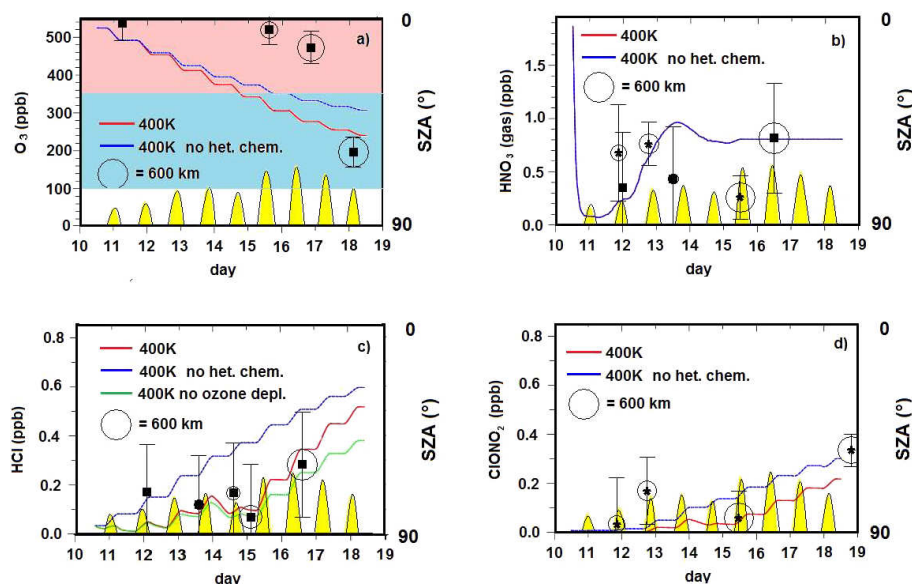 0
550
a)
450
350
300
200
100
0
O3 (ppb)
400K
400K no het. chem.
= 600 km
SZA (°)
90
10 11 12 13 14 15 16 17 18 19
day
0
b)
1.5
1.0
0.5
0.0
HNO3 (gas) (ppb)
400K
400K no het. chem.
= 600 km
SZA (°)
90
10 11 12 13 14 15 16 17 18 19
day
0
c)
0.8
0.6
0.4
0.2
0.0
HCl (ppb)
400K
400K no het. chem.
400K no ozone depl.
= 600 km
SZA (°)
90
10 11 12 13 14 15 16 17 18 19
day
0
d)
0.8
0.6
0.4
0.2
0.0
ClONO2 (ppb)
400K
400K no het. chem.
= 600 km
SZA (°)
90
10 11 12 13 14 15 16 17 18 19
day